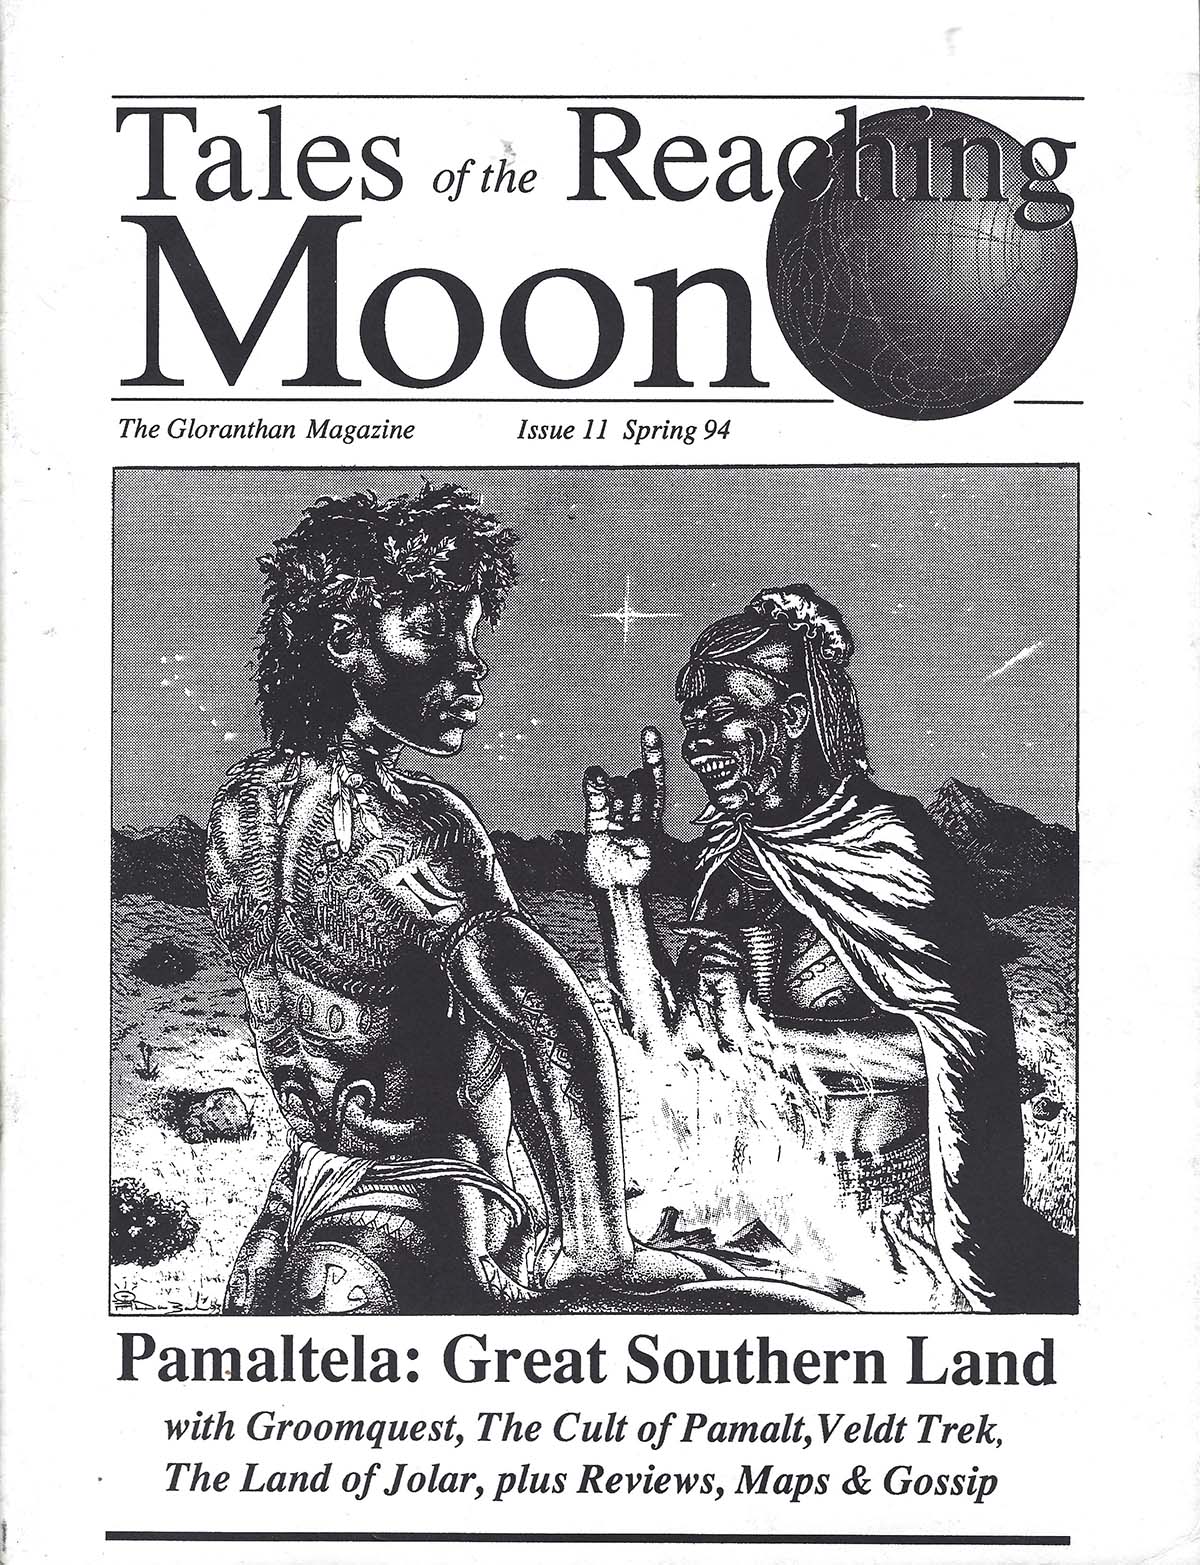 Tales of the Reaching
Moon
The Gloranthan Magazine Issue 11 Spring 94
Pamaltela: Great Southern Land
with Groomquest, The Cult of Pamalt, Veldt Trek,
The Land of Jolar, plus Reviews, Maps & Gossip